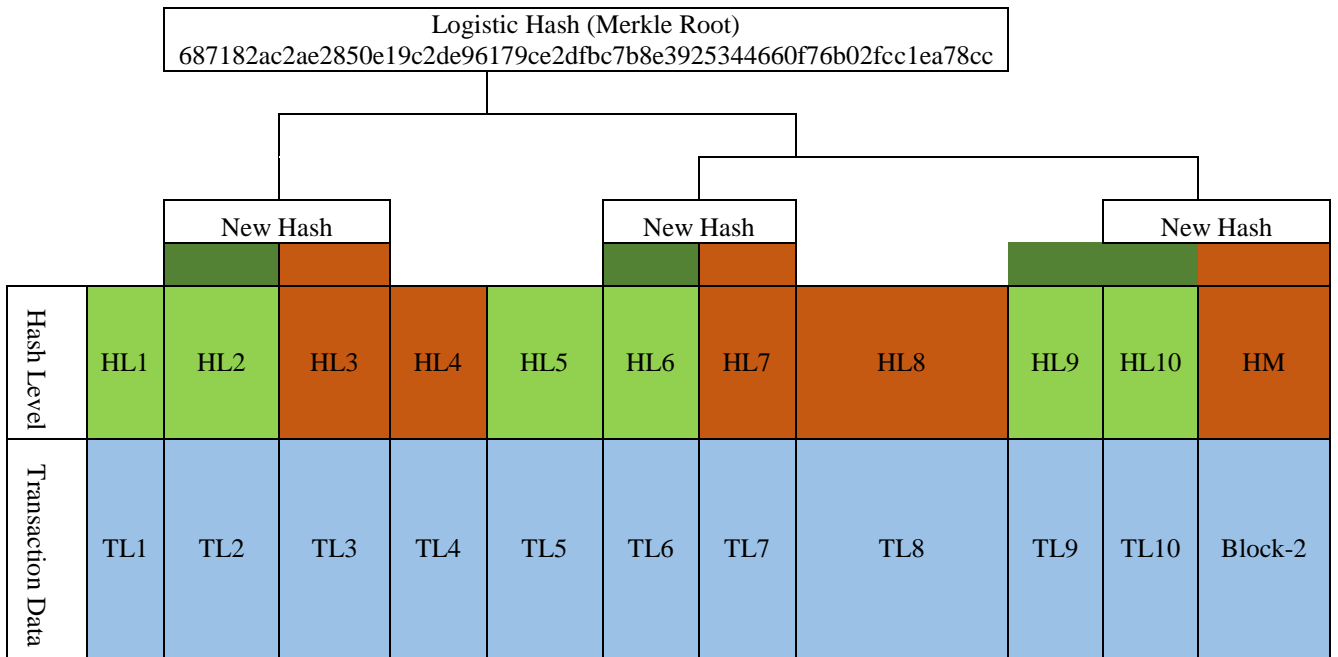 Logistic Hash (Merkle Root)
687182ac2ae2850e19c2de96179ce2dfbc7b8e3925344660f76b02fcc1ea78cc
New Hash
New Hash
New Hash
Hash Level
HL1
HL2
HL3
HL4
HL5
HL6
HL7
HL8
HL9
HL10
HM
Transaction Data
TL1
TL2
TL3
TL4
TL5
TL6
TL7
TL8
TL9
TL10
Block-2